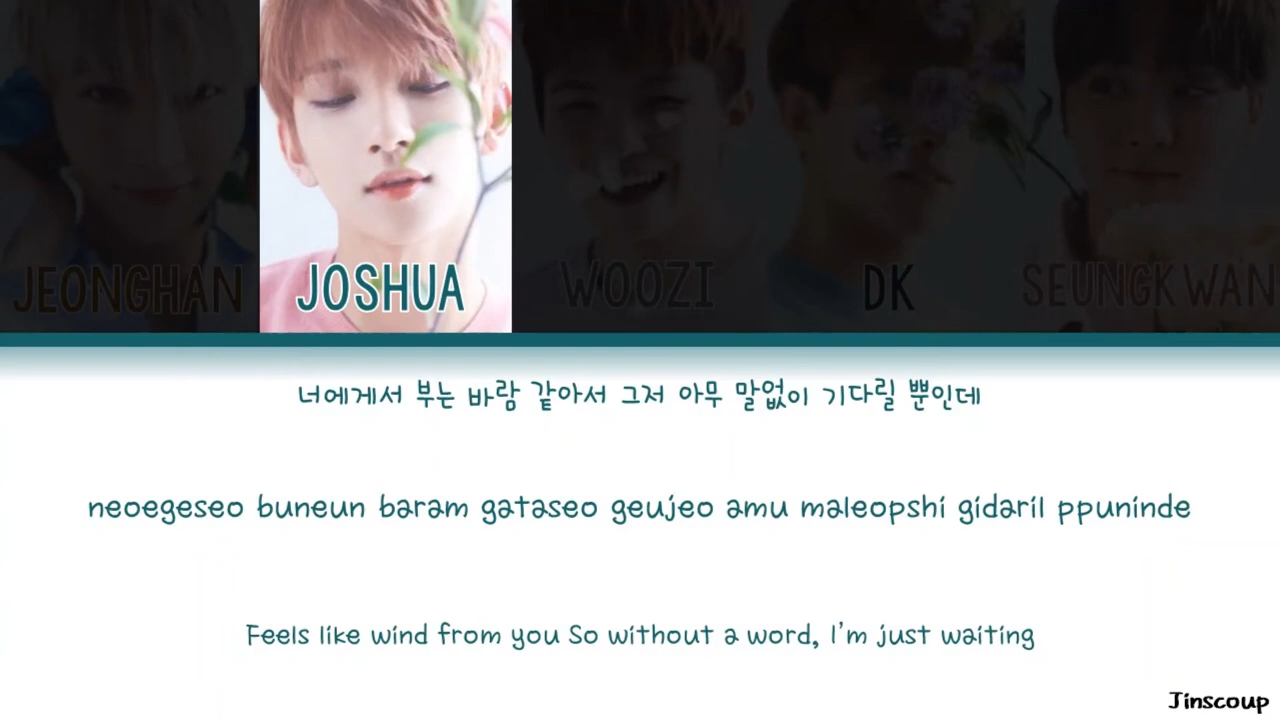 JEONGHAN JOSHUA WOOZI DK SEUNGKWAN
너에게서 부는 바람 같아서 그저 아무 말없이 기다릴 뿐인데
neoegeseo buneun baram gataseo geujeo amu maleopshi gidaril ppuninde
Feels like wind from you So without a word, I'm just waiting
Jinscoup